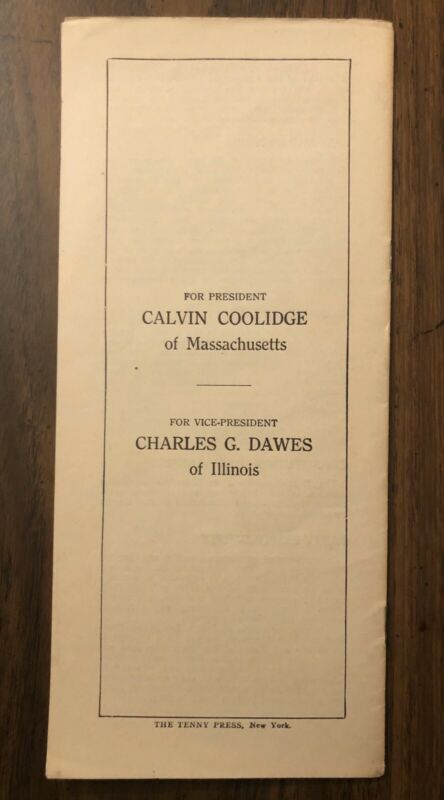 FOR PRESIDENT
CALVIN COOLIDGE
of Massachusetts
FOR VICE-PRESIDENT
CHARLES G. DAWES
of Illinois
THE TENNY PRESS, New York.